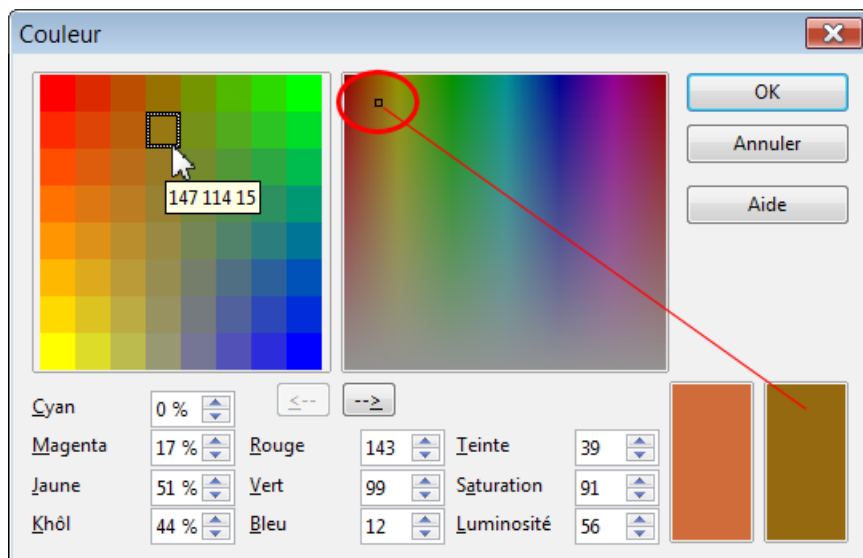 Couleur
OK
Annuler
Aide
147 114 15
<--
-->
Cyan 0 %
Magenta 17 % Rouge 143 Teinte 39
Jaune 51 % Vert 99 Saturation 91
Khôl 44 % Bleu 12 Luminosité 56